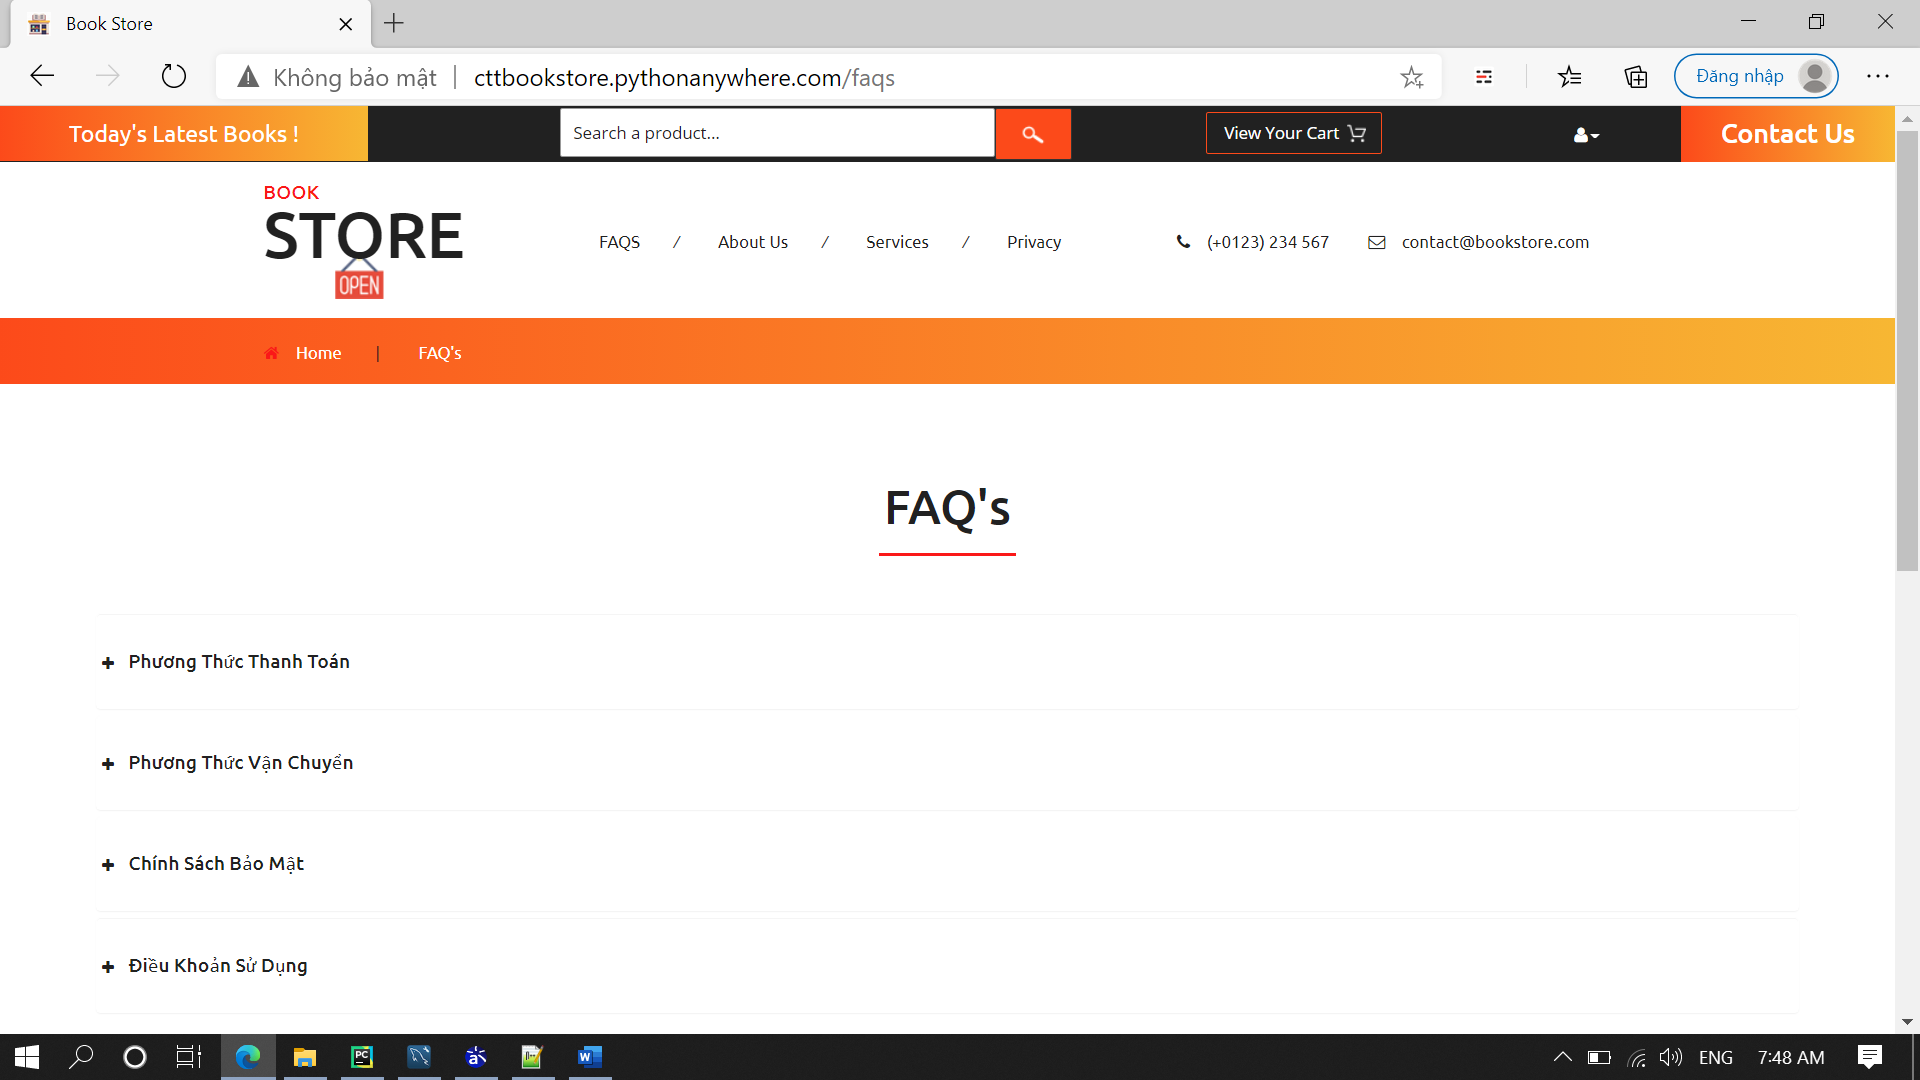 Book Store
Không bảo mật cttbookstore.pythonanywhere.com/faqs Đăng nhập
Today's Latest Books ! Search a product... View Your Cart Contact Us
BOOK
STORE
OPEN
FAQS / About Us / Services / Privacy (+0123) 234 567 contact@bookstore.com
Home | FAQ's
FAQ's
Phương Thức Thanh Toán
Phương Thức Vận Chuyển
Chính Sách Bảo Mật
Điều Khoản Sử Dụng
ENG 7:48 AM